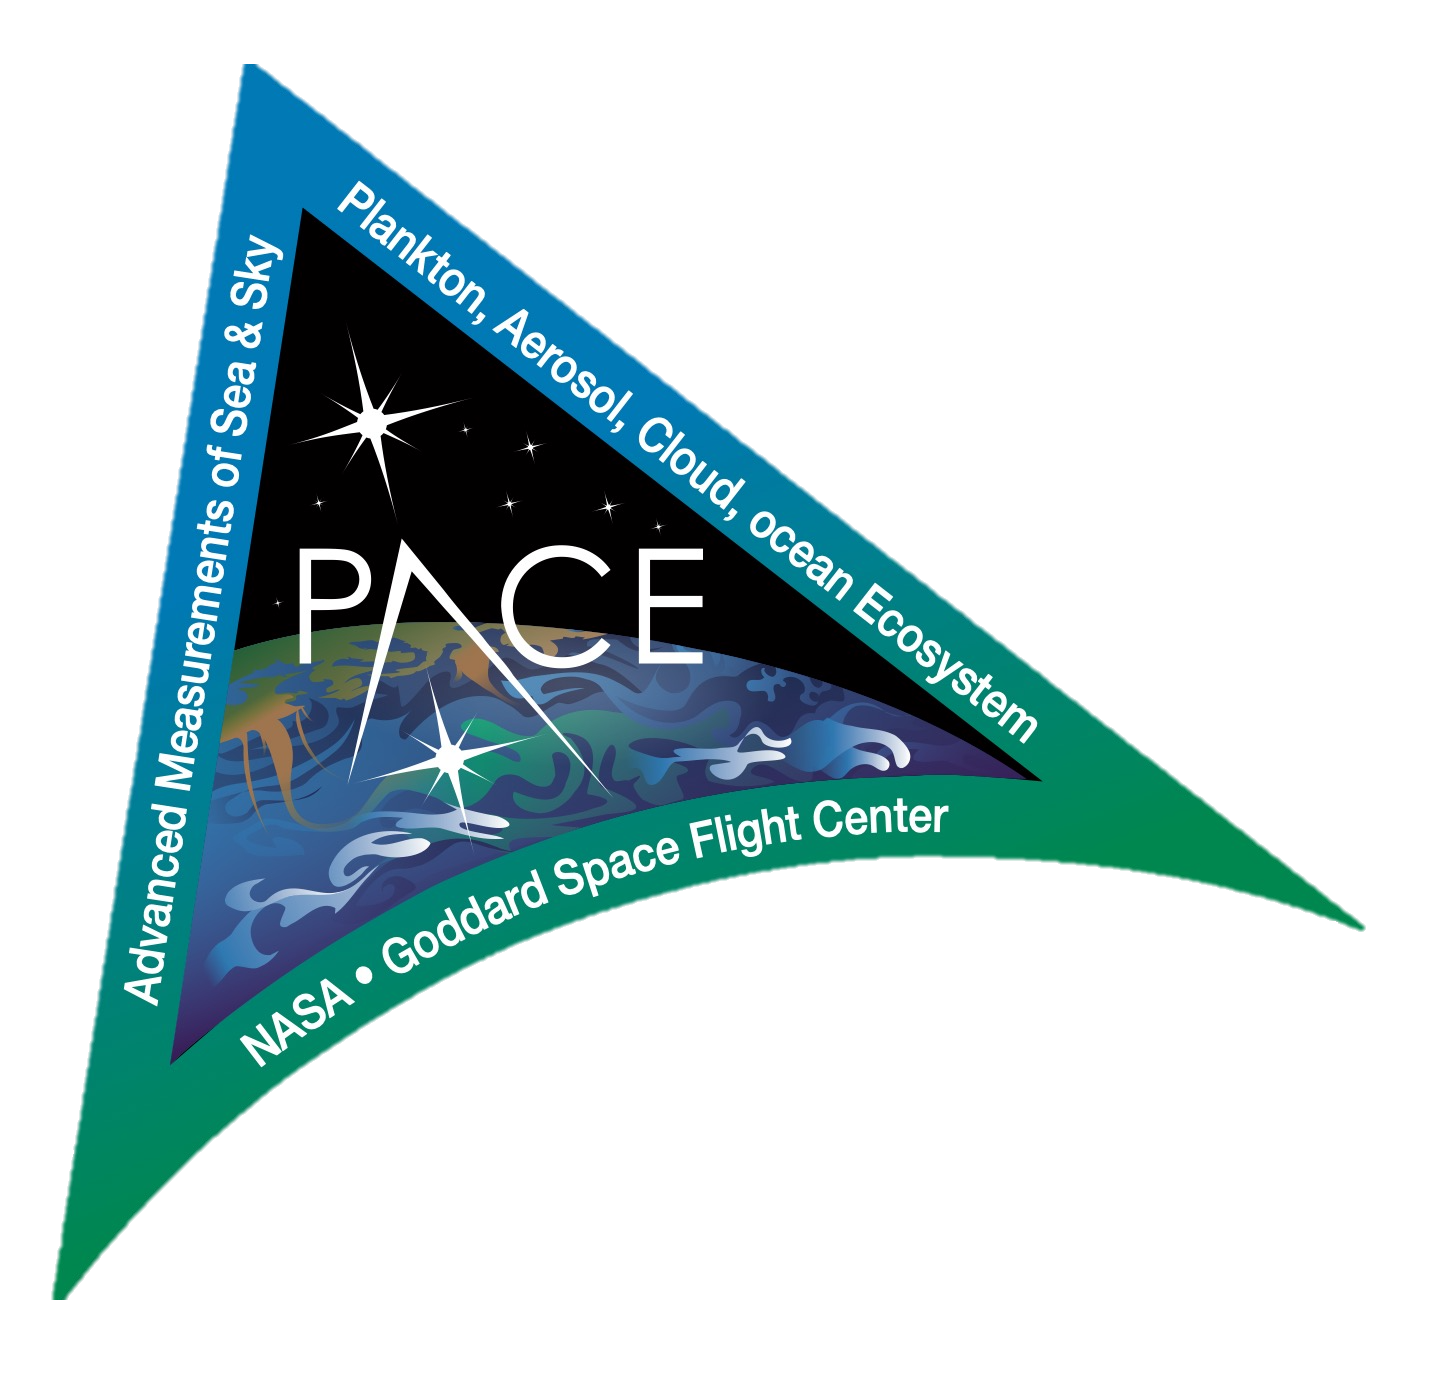 Plankton, Aerosol, Cloud, ocean Ecosystem
Advanced Measurements of Sea & Sky
PACE
NASA • Goddard Space Flight Center